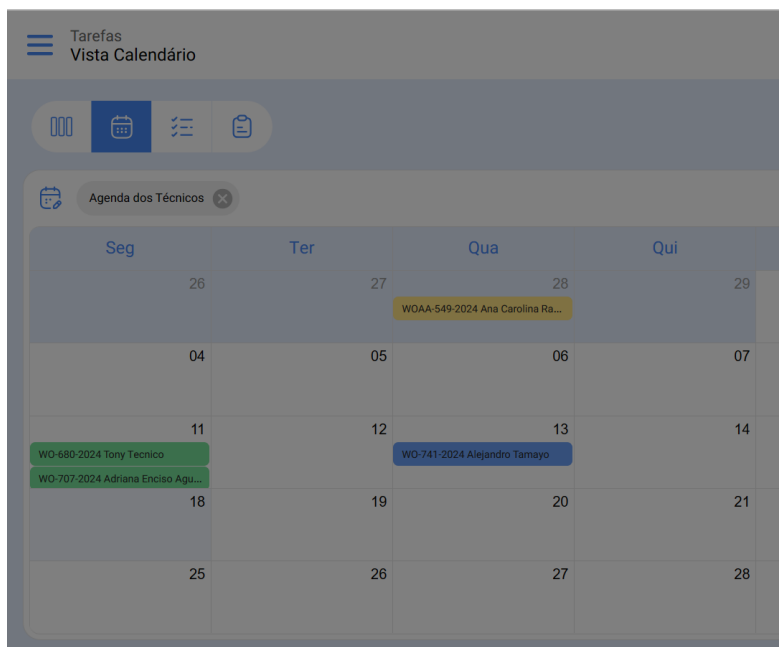 Tarefas
Vista Calendário
Agenda dos Técnicos
Seg Ter Qua Qui
26 27 28 29
WOAA-549-2024 Ana Carolina Ra...
04 05 06 07
11 12 13 14
WO-680-2024 Tony Tecnico WO-741-2024 Alejandro Tamayo
WO-707-2024 Adriana Enciso Agu...
18 19 20 21
25 26 27 28